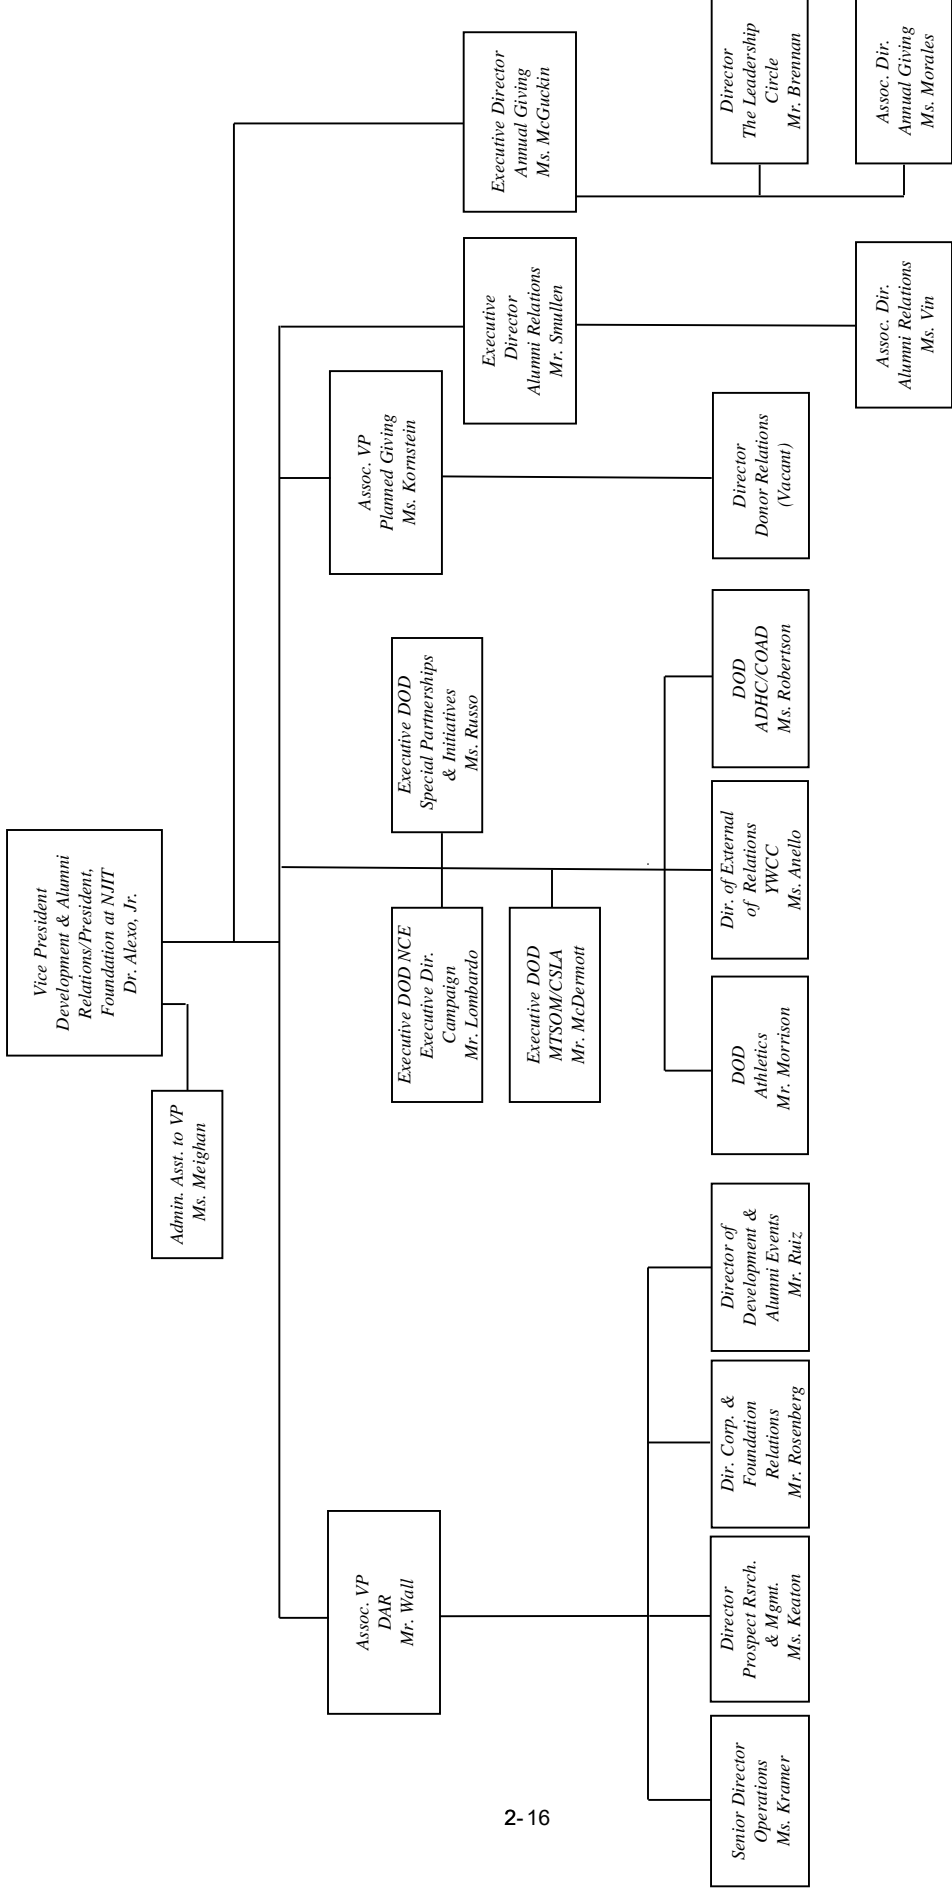 Vice President
Development & Alumni
Relations/President,
Foundation at NJIT
Dr. Alexo, Jr.
Admin. Asst. to VP
Ms. Meighan
Assoc. VP
DAR
Mr. Wall
Assoc. VP
Planned Giving
Ms. Kornstein
Executive DOD NCE
Executive Dir.
Campaign
Mr. Lombardo
Executive DOD
Special Partnerships
& Initiatives
Ms. Russo
Executive DOD
MTSOM/CSLA
Mr. McDermott
Executive
Director
Alumni Relations
Mr. Smullen
Executive Director
Annual Giving
Ms. McGuckin
Senior Director
Operations
Ms. Kramer
Director
Prospect Rsrch.
& Mgmt.
Ms. Keaton
Dir. Corp. &
Foundation
Relations
Mr. Rosenberg
Director of
Development &
Alumni Events
Mr. Ruiz
DOD
Athletics
Mr. Morrison
Dir. of External
of Relations
YWCC
Ms. Anello
DOD
ADHC/COAD
Ms. Robertson
Director
Donor Relations
(Vacant)
Director
The Leadership
Circle
Mr. Brennan
Assoc. Dir.
Alumni Relations
Ms. Vin
Assoc. Dir.
Annual Giving
Ms. Morales
2-16